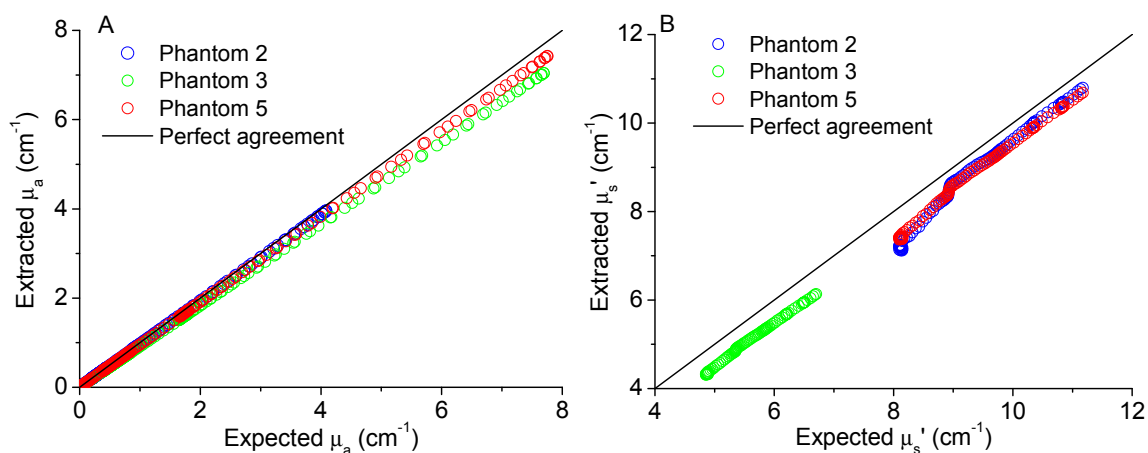 A
Phantom 2
Phantom 3
Phantom 5
Perfect agreement
Extracted μa (cm-1)
8
6
4
2
0
0
2
4
6
8
Expected μa (cm-1)
B
Phantom 2
Phantom 3
Phantom 5
Perfect agreement
Extracted μs' (cm-1)
12
10
8
6
4
4
6
8
10
12
Expected μs' (cm-1)